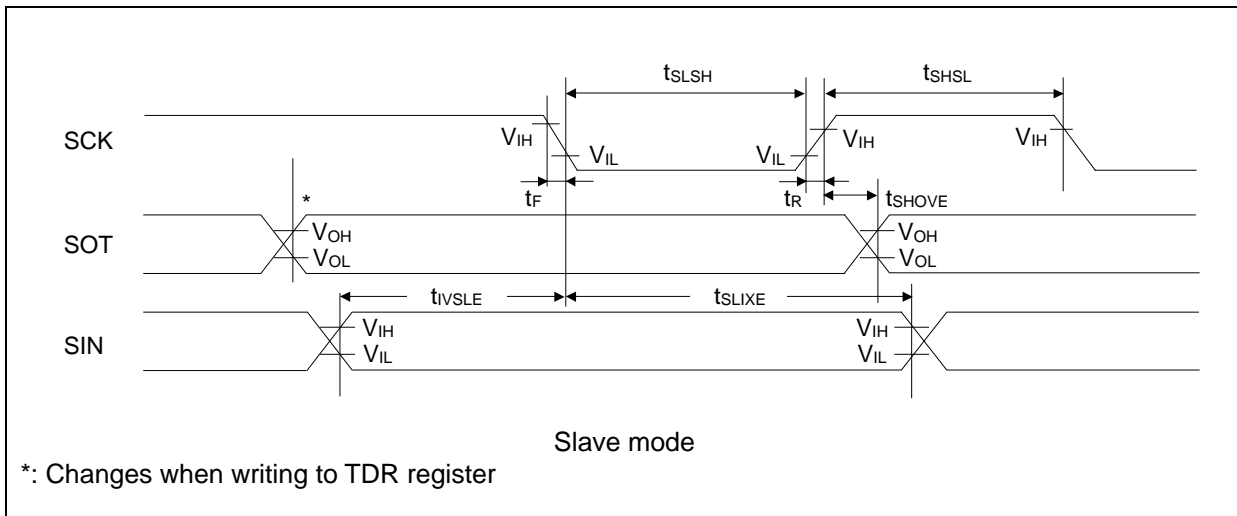 tSLSH
tSHSL
SCK
VIH
VIL
VIL
VIH
VIH
tF
tR
tSHOVE
*
SOT
VOH
VOL
VOH
VOL
tIVSLE
tSLIXE
SIN
VIH
VIL
VIH
VIL
Slave mode
*: Changes when writing to TDR register